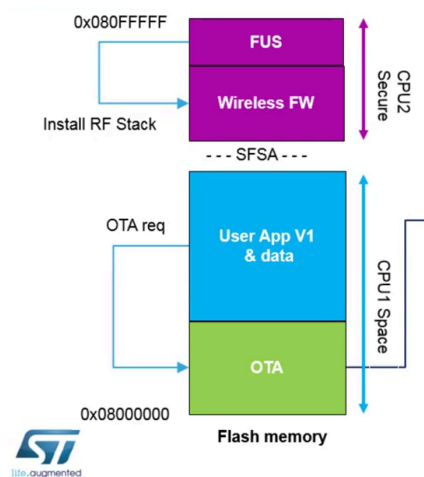 0x080FFFFF
FUS
Wireless FW
Install RF Stack
CPU2
Secure
--- SFSA ---
OTA req
User App V1
& data
CPU1 Space
OTA
0x08000000
Flash memory
ST
life.augmented